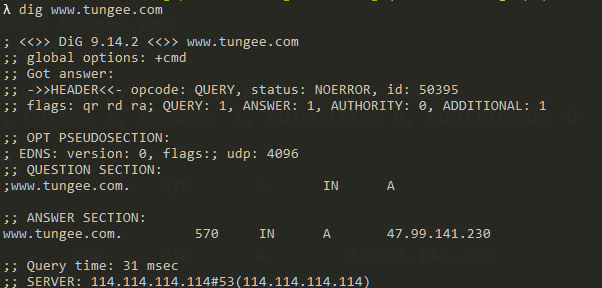 λ dig www.tungee.com
; <<>> DiG 9.14.2 <<>> www.tungee.com
;; global options: +cmd
;; Got answer:
;; ->>HEADER<<- opcode: QUERY, status: NOERROR, id: 50395
;; flags: qr rd ra; QUERY: 1, ANSWER: 1, AUTHORITY: 0, ADDITIONAL: 1
;; OPT PSEUDOSECTION:
; EDNS: version: 0, flags:; udp: 4096
;; QUESTION SECTION:
;www.tungee.com. IN A
;; ANSWER SECTION:
www.tungee.com. 570 IN A 47.99.141.230
;; Query time: 31 msec
;; SERVER: 114.114.114.114#53(114.114.114.114)